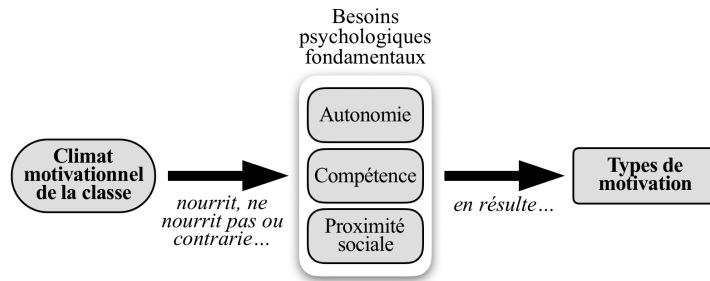 Besoins
psychologiques
fondamentaux
Autonomie
Climat
motivationnel
de la classe
Compétence
Types de
motivation
nourrit, ne
nourrit pas ou
contrarie…
en résulte…
Proximité
sociale